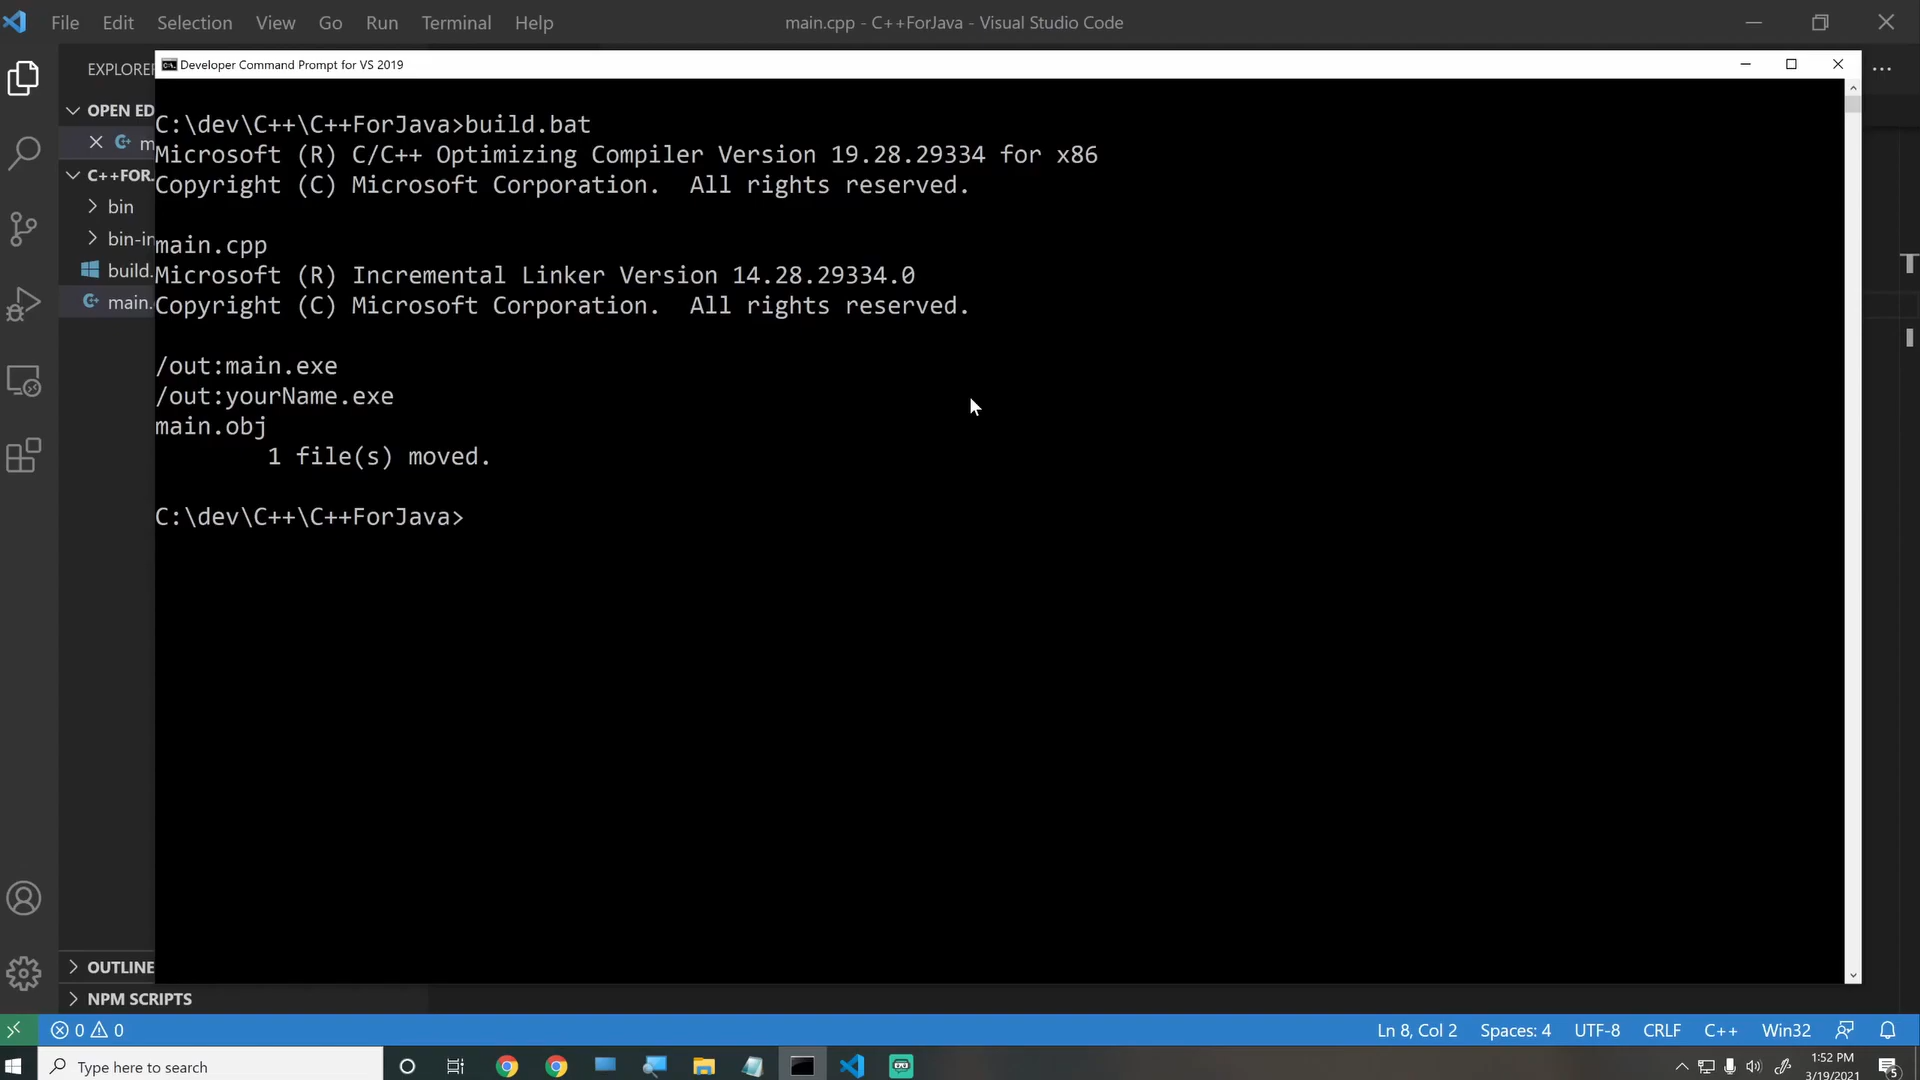 File Edit Selection View Go Run Terminal Help
main.cpp - C++ForJava - Visual Studio Code
EXPLORE
Developer Command Prompt for VS 2019
OPEN ED
m
C++FOR.
bin
bin-in
build.
main.
C:\dev\C++\C++ForJava>build.bat
Microsoft (R) C/C++ Optimizing Compiler Version 19.28.29334 for x86
Copyright (C) Microsoft Corporation.  All rights reserved.
main.cpp
Microsoft (R) Incremental Linker Version 14.28.29334.0
Copyright (C) Microsoft Corporation.  All rights reserved.
/out:main.exe
/out:yourName.exe
main.obj
        1 file(s) moved.
C:\dev\C++\C++ForJava>
OUTLINE
NPM SCRIPTS
0 0
Ln 8, Col 2 Spaces: 4 UTF-8 CRLF C++ Win32
Type here to search
1:52 PM
3/19/2021
5